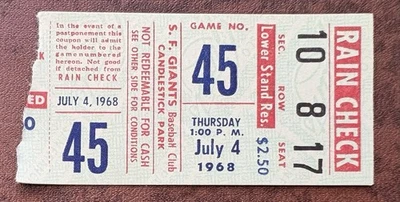 In the event of a
postponement this
coupon will admit
the holder to the
game numbered
hereon. Not good
if detached from
RAIN CHECK
ED
JULY 4, 1968
0
45
S. F. GIANTS Baseball Club
CANDLESTICK PARK
NOT REDEEMABLE FOR CASH
SEE OTHER SIDE FOR CONDITIONS
GAME NO.
45
THURSDAY
1:00 P. M.
July 4
1968
Lower Stand Res.
$2.50
SEC. ROW SEAT
10 8 17
RAIN CHECK